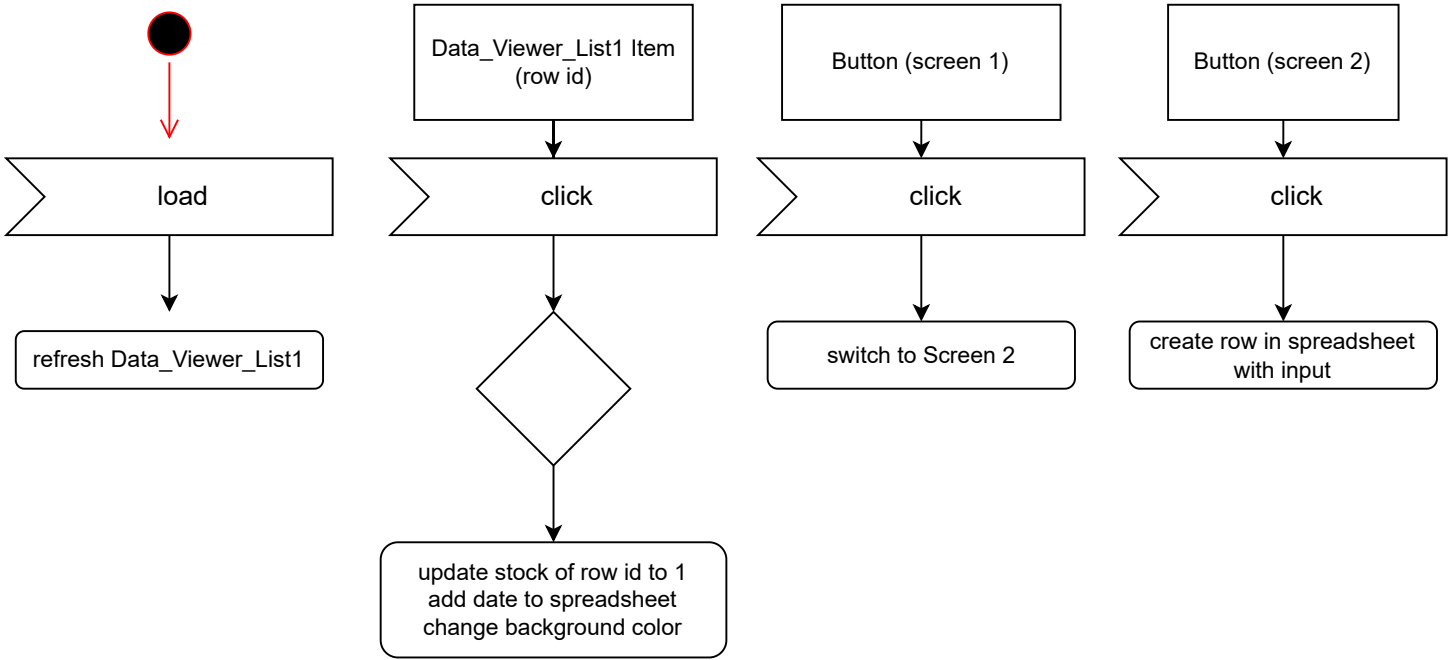 load
refresh Data_Viewer_List1
Data_Viewer_List1 Item
(row id)
click
update stock of row id to 1
add date to spreadsheet
change background color
Button (screen 1)
click
switch to Screen 2
Button (screen 2)
click
create row in spreadsheet
with input